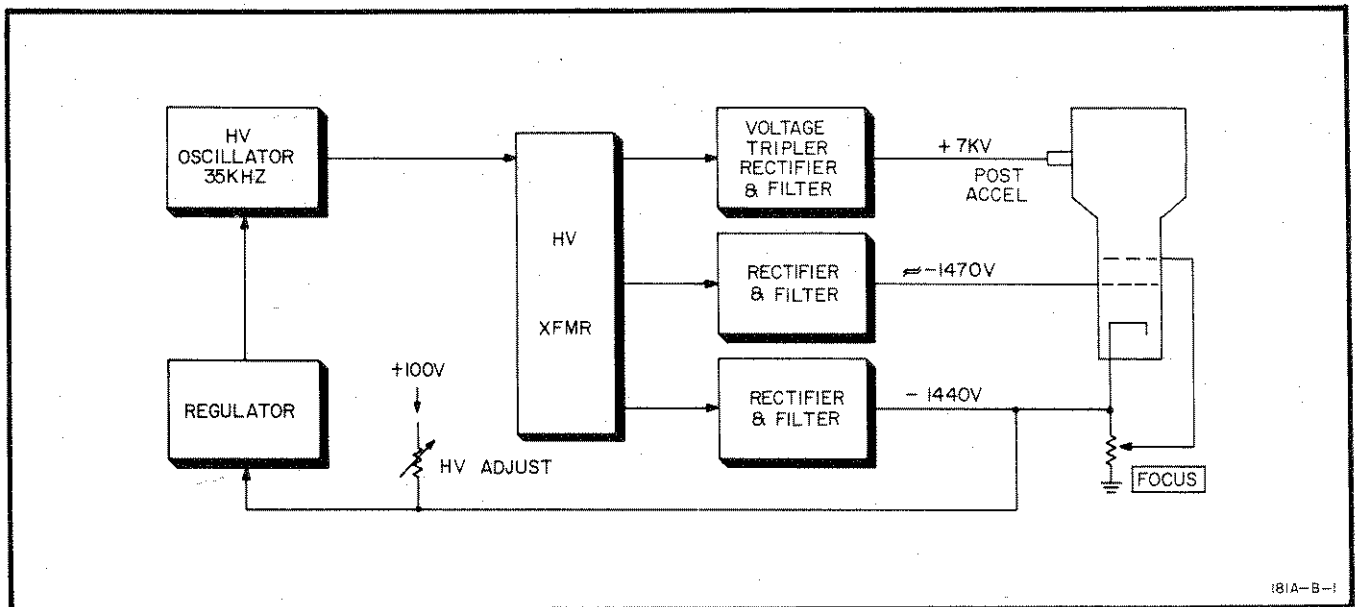 HV
OSCILLATOR
35KHZ
VOLTAGE
TRIPLER
RECTIFIER
& FILTER
+7KV
POST
ACCEL
HV
XFMR
RECTIFIER
& FILTER
≈-1470V
REGULATOR
+100V
HV ADJUST
RECTIFIER
& FILTER
-1440V
FOCUS
181A-B-1